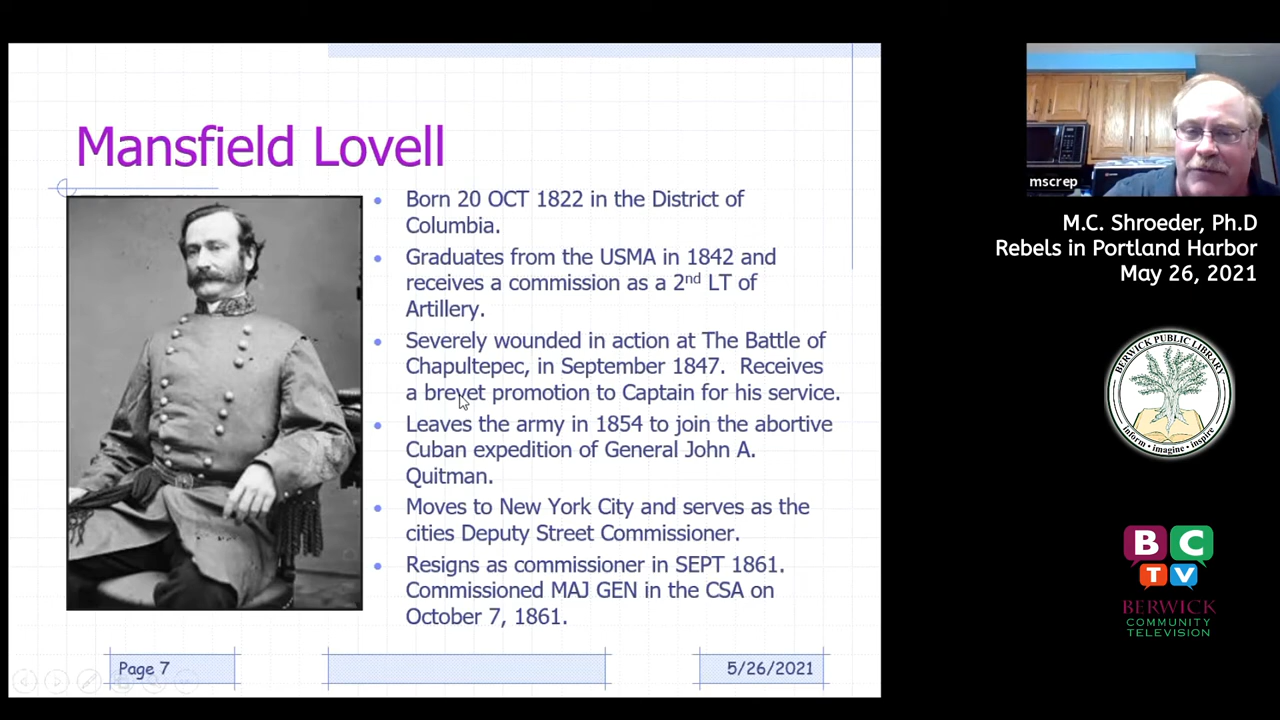 Mansfield Lovell
Born 20 OCT 1822 in the District of
Columbia.
Graduates from the USMA in 1842 and
receives a commission as a 2nd LT of
Artillery.
Severely wounded in action at The Battle of
Chapultepec, in September 1847. Receives
a brevet promotion to Captain for his service.
Leaves the army in 1854 to join the abortive
Cuban expedition of General John A.
Quitman.
Moves to New York City and serves as the
cities Deputy Street Commissioner.
Resigns as commissioner in SEPT 1861.
Commissioned MAJ GEN in the CSA on
October 7, 1861.
Page 7
5/26/2021
mscrep
M.C. Shroeder, Ph.D
Rebels in Portland Harbor
May 26, 2021
BERWICK PUBLIC LIBRARY
inform • imagine • inspire
BC
TV
BERWICK
COMMUNITY
TELEVISION